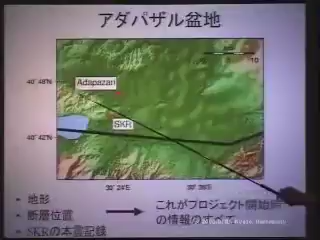 アダパザル盆地
40°48'N
Adapazari
SKR
40°42'N
30°24'E
30°36'E
・ 地形
・ 断層位置
・ SKRの本震記録
これがプロジェクト開始時
の情報のすべて